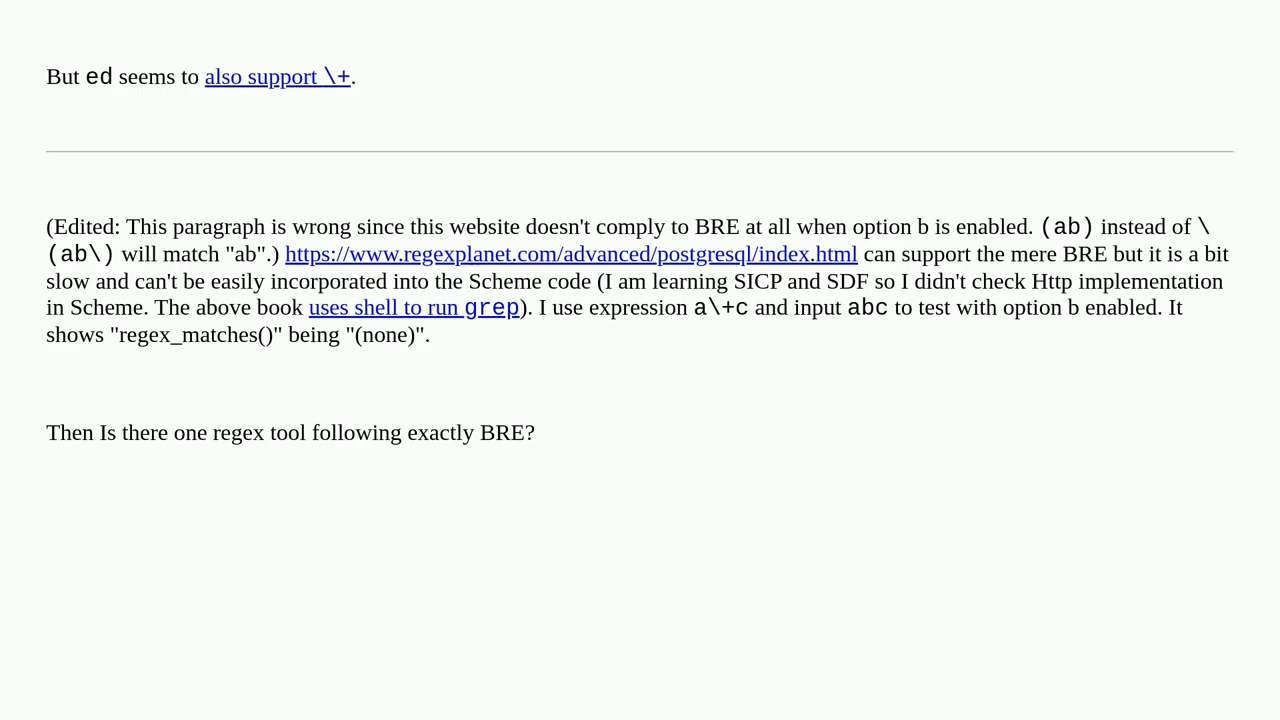 But ed seems to also support \+.
(Edited: This paragraph is wrong since this website doesn't comply to BRE at all when option b is enabled. (ab) instead of \
(ab\) will match "ab".) https://www.regexplanet.com/advanced/postgresql/index.html can support the mere BRE but it is a bit
slow and can't be easily incorporated into the Scheme code (I am learning SICP and SDF so I didn't check Http implementation
in Scheme. The above book uses shell to run grep). I use expression a\+c and input abc to test with option b enabled. It
shows "regex_matches()" being "(none)".
Then Is there one regex tool following exactly BRE?